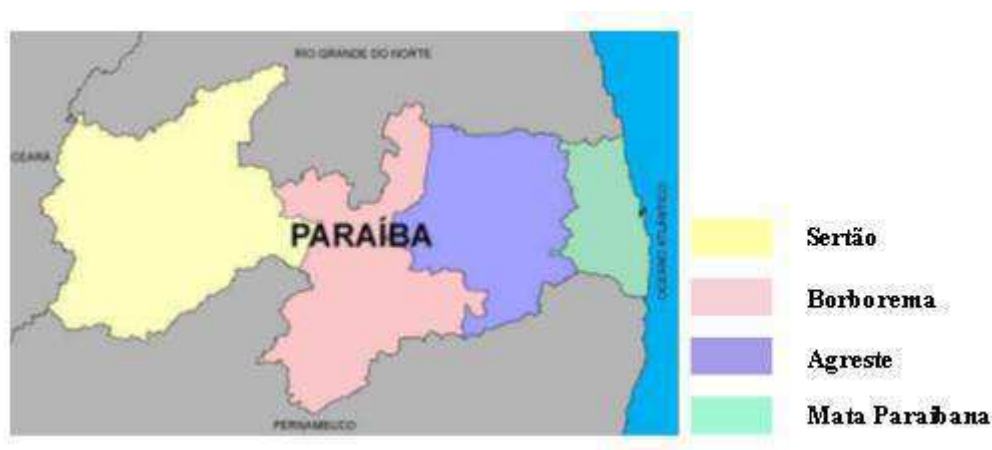 RIO GRANDE DO NORTE
CEARÁ
PARAÍBA
OCEANO ATLÂNTICO
PERNAMBUCO
Sertão
Borborema
Agreste
Mata Paraibana